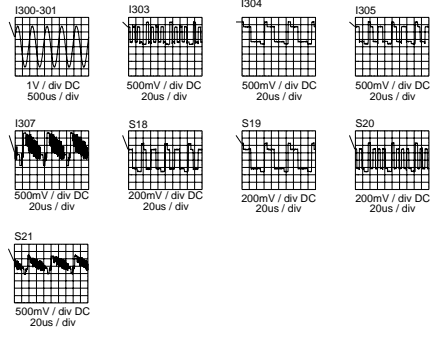 I300-301
1V / div DC
500us / div
I303
500mV / div DC
20us / div
I304
500mV / div DC
20us / div
I305
500mV / div DC
20us / div
I307
500mV / div DC
20us / div
S18
200mV / div DC
20us / div
S19
200mV / div DC
20us / div
S20
200mV / div DC
20us / div
S21
500mV / div DC
20us / div